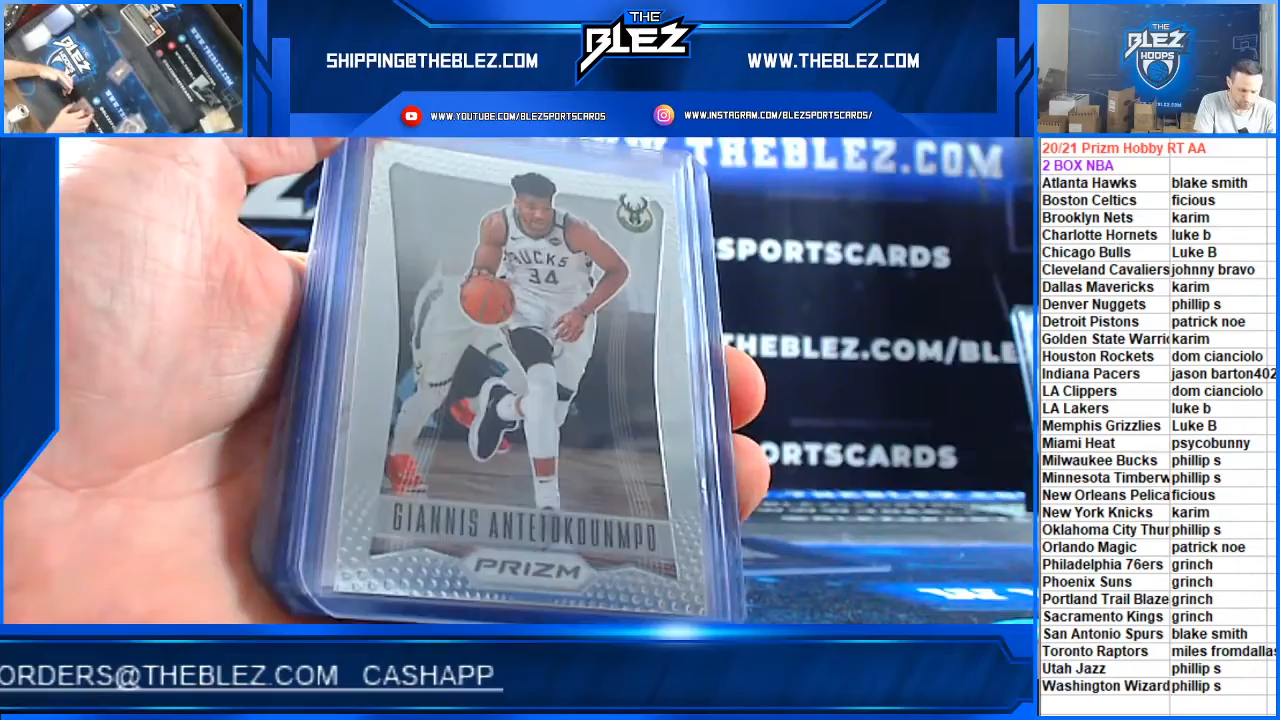 THE
BLEZ
SHIPPING@THEBLEZ.COM
WWW.THEBLEZ.COM
WWW.YOUTUBE.COM/BLEZSPORTSCARDS
WWW.INSTAGRAM.COM/BLEZSPORTSCARDS/
THE
BLEZ
HOOPS
20/21 Prizm Hobby RT AA
2 BOX NBA
Atlanta Hawks blake smith
Boston Celtics ficious
Brooklyn Nets karim
Charlotte Hornets luke b
Chicago Bulls Luke B
Cleveland Cavaliers johnny bravo
Dallas Mavericks karim
Denver Nuggets phillip s
Detroit Pistons patrick noe
Golden State Warric karim
Houston Rockets dom cianciolo
Indiana Pacers jason barton402
LA Clippers dom cianciolo
LA Lakers luke b
Memphis Grizzlies Luke B
Miami Heat psycobunny
Milwaukee Bucks phillip s
Minnesota Timberw phillip s
New Orleans Pelica ficious
New York Knicks karim
Oklahoma City Thur phillip s
Orlando Magic patrick noe
Philadelphia 76ers grinch
Phoenix Suns grinch
Portland Trail Blaze grinch
Sacramento Kings grinch
San Antonio Spurs blake smith
Toronto Raptors miles fromdallas
Utah Jazz phillip s
Washington Wizard phillip s
WWW.THEBLEZ.COM
SPORTSCARDS
THEBLEZ.COM/BLE
ORTSCARDS
BUCKS
34
GIANNIS ANTETOKOUNMPO
PRIZM
ORDERS@THEBLEZ.COM CASHAPP